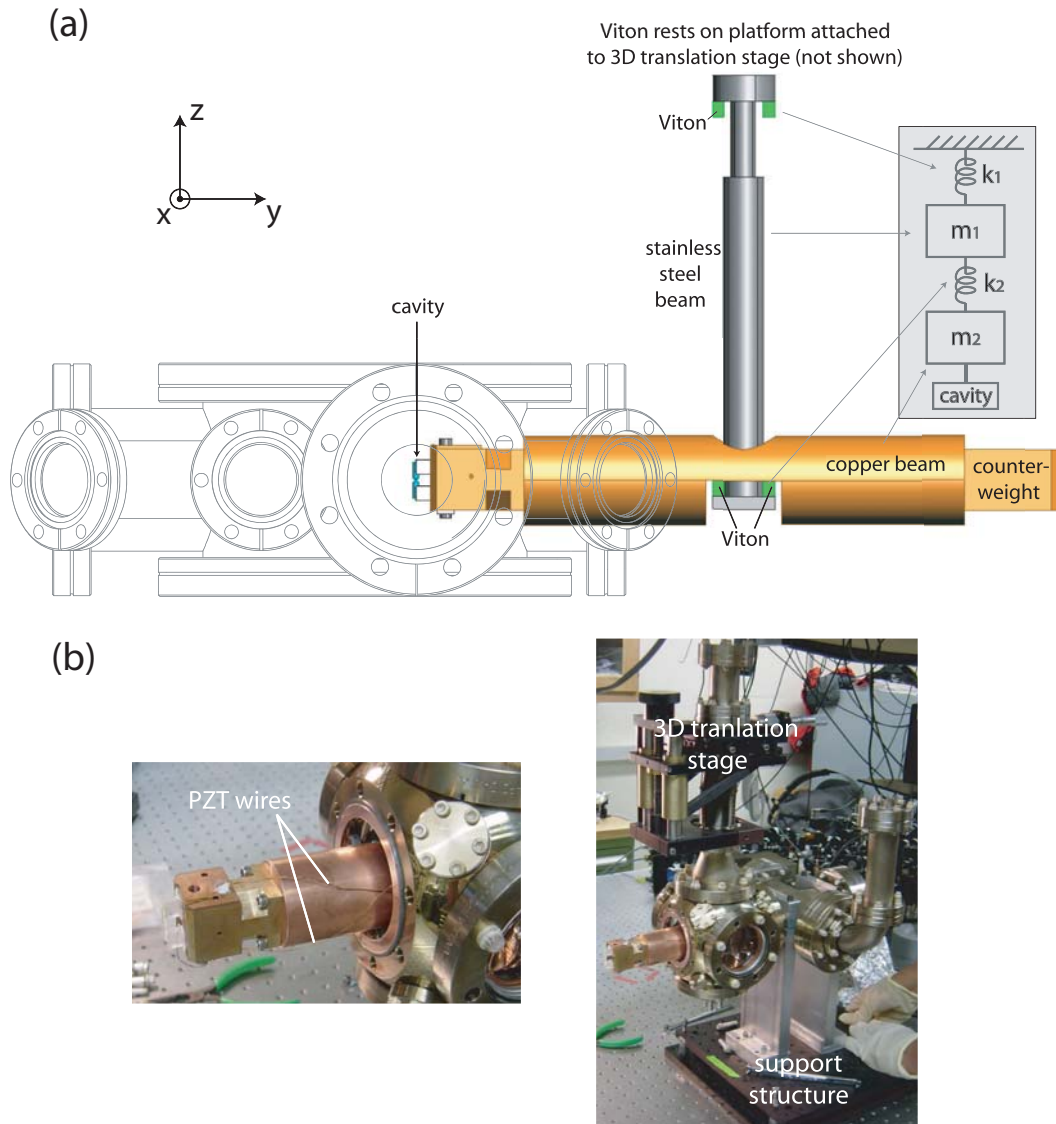 (a)
Viton rests on platform attached
to 3D translation stage (not shown)
z
x
y
Viton
k1
m1
k2
m2
cavity
stainless
steel
beam
cavity
copper beam
counter-
weight
Viton
(b)
PZT wires
3D tranlation
stage
support
structure